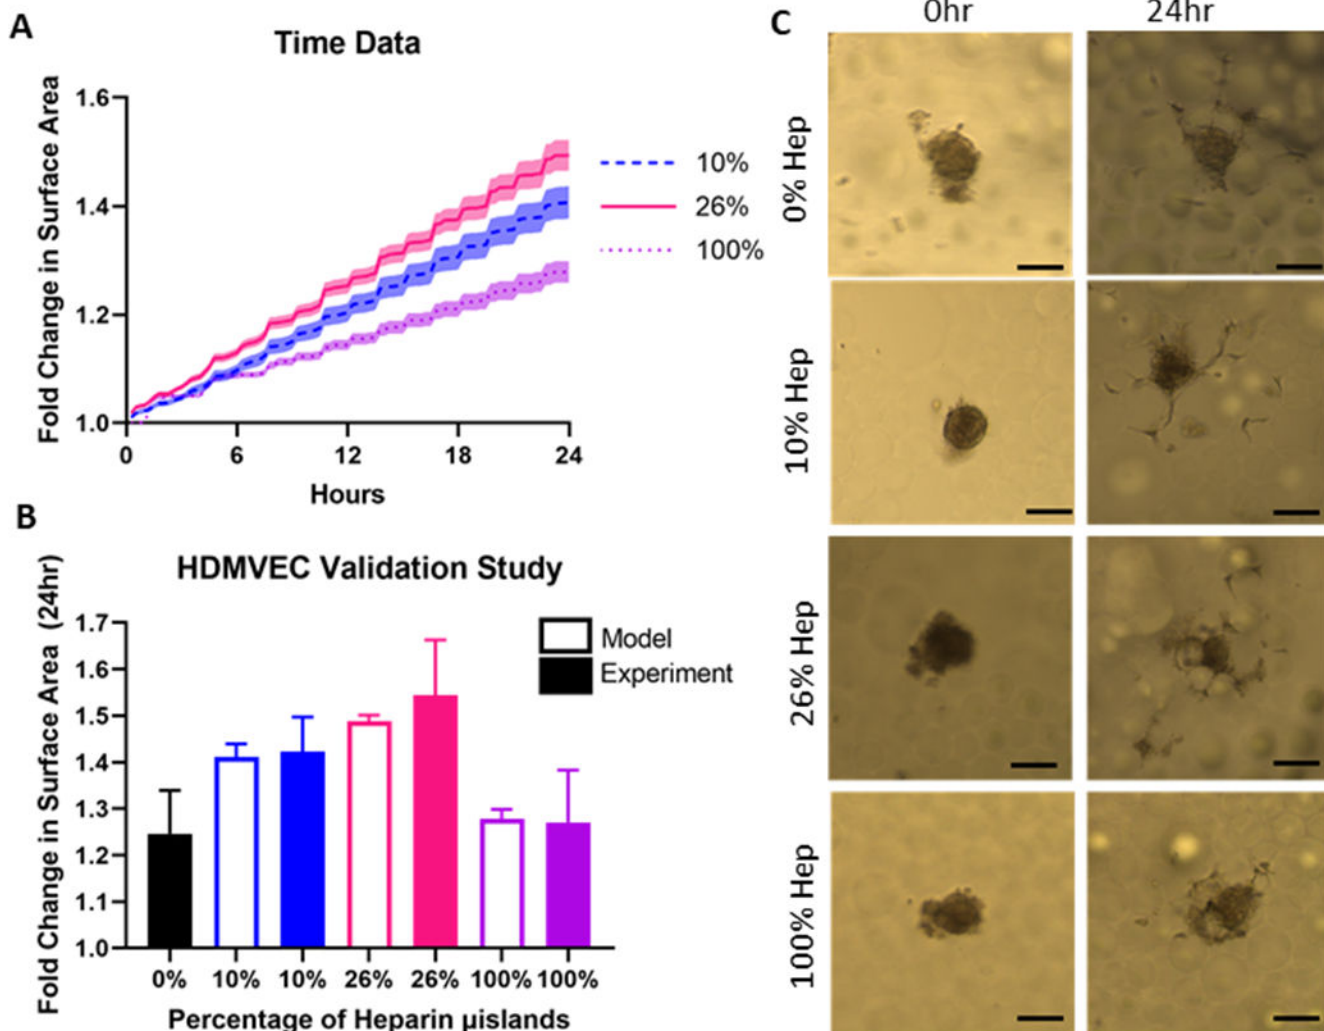 A
Time Data
Fold Change in Surface Area
1.6
1.4
1.2
1.0
0
6
12
18
24
Hours
10%
26%
100%
B
HDMVEC Validation Study
Fold Change in Surface Area (24hr)
1.7
1.6
1.5
1.4
1.3
1.2
1.1
1.0
Model
Experiment
0%
10%
10%
26%
26%
100%
100%
Percentage of Heparin µislands
C
0hr
24hr
0% Hep
10% Hep
26% Hep
100% Hep